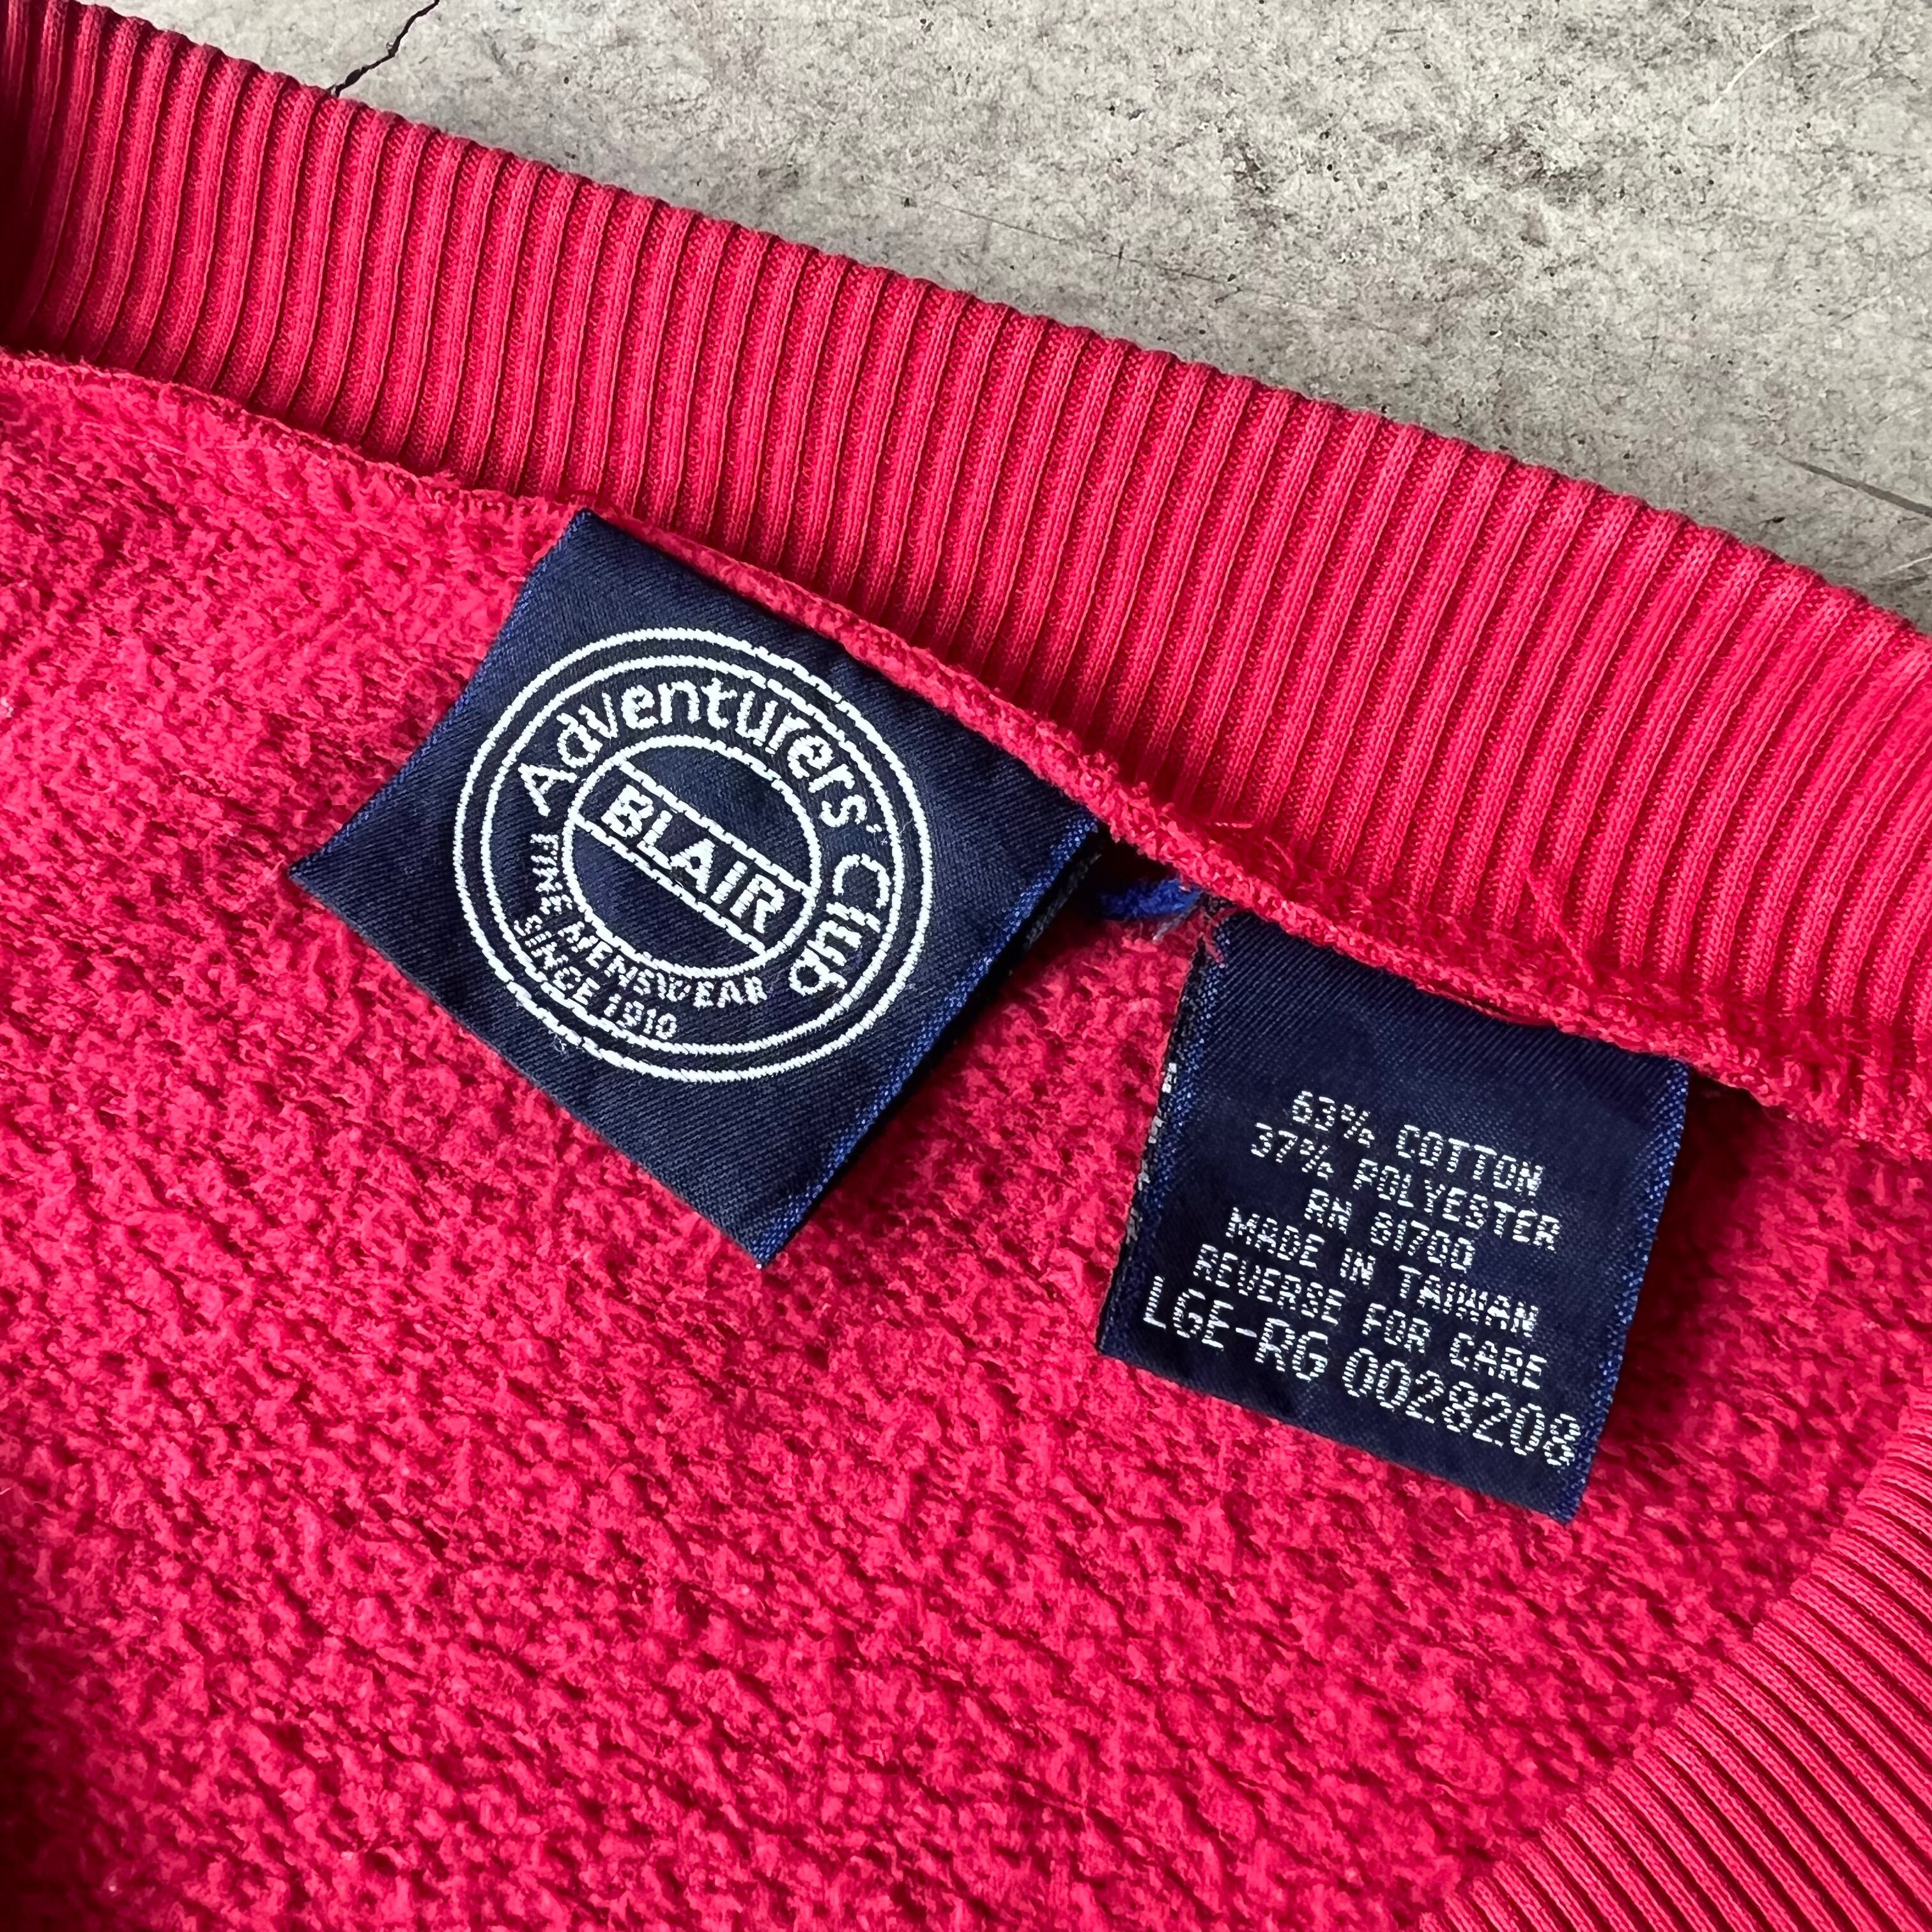 Adventurers' Club
BLAIR
FINE MENSWEAR
SINCE 1910
63% COTTON
37% POLYESTER
RN 81700
MADE IN TAIWAN
REVERSE FOR CARE
LGE-RG 0028208